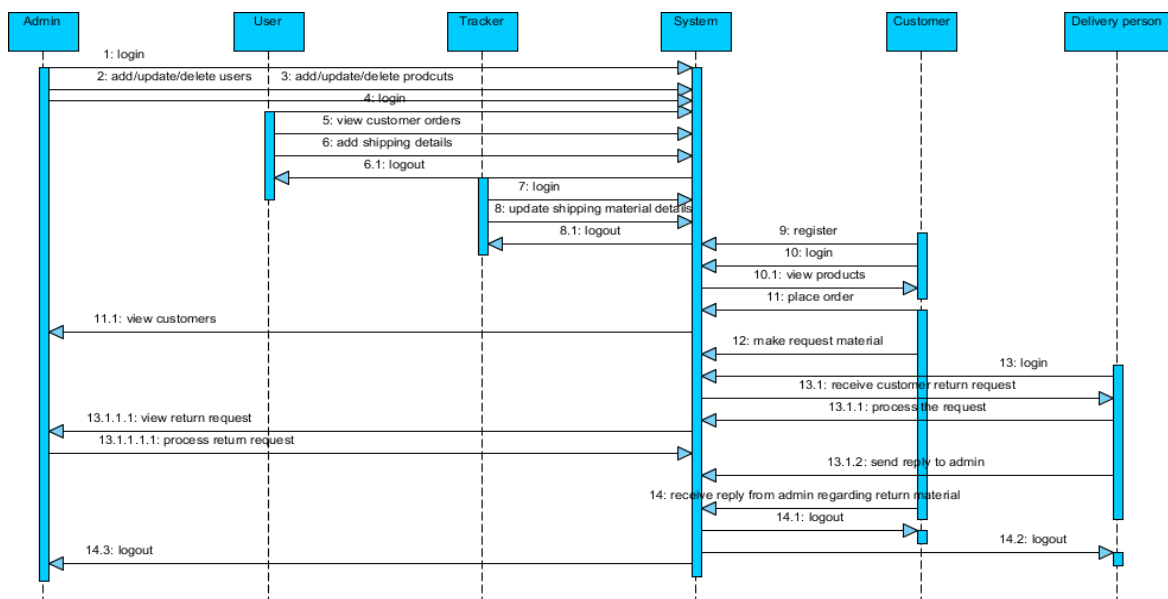 Admin
User
Tracker
System
Customer
Delivery person
1: login
2: add/update/delete users
3: add/update/delete prodcuts
4: login
5: view customer orders
6: add shipping details
6.1: logout
7: login
8: update shipping material details
8.1: logout
9: register
10: login
10.1: view products
11: place order
11.1: view customers
12: make request material
13: login
13.1: receive customer return request
13.1.1: process the request
13.1.1.1: view return request
13.1.1.1.1: process return request
13.1.2: send reply to admin
14: receive reply from admin regarding return material
14.1: logout
14.2: logout
14.3: logout